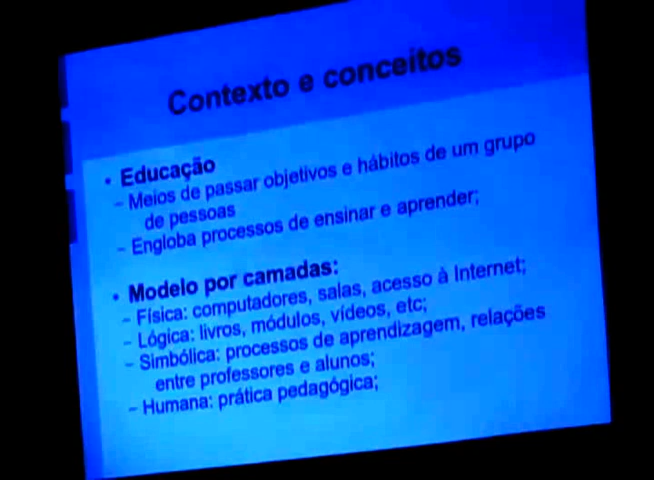 Contexto e conceitos
• Educação
– Meios de passar objetivos e hábitos de um grupo
de pessoas
– Engloba processos de ensinar e aprender;
• Modelo por camadas:
– Física: computadores, salas, acesso à Internet;
– Lógica: livros, módulos, vídeos, etc;
– Simbólica: processos de aprendizagem, relações
entre professores e alunos;
– Humana: prática pedagógica;